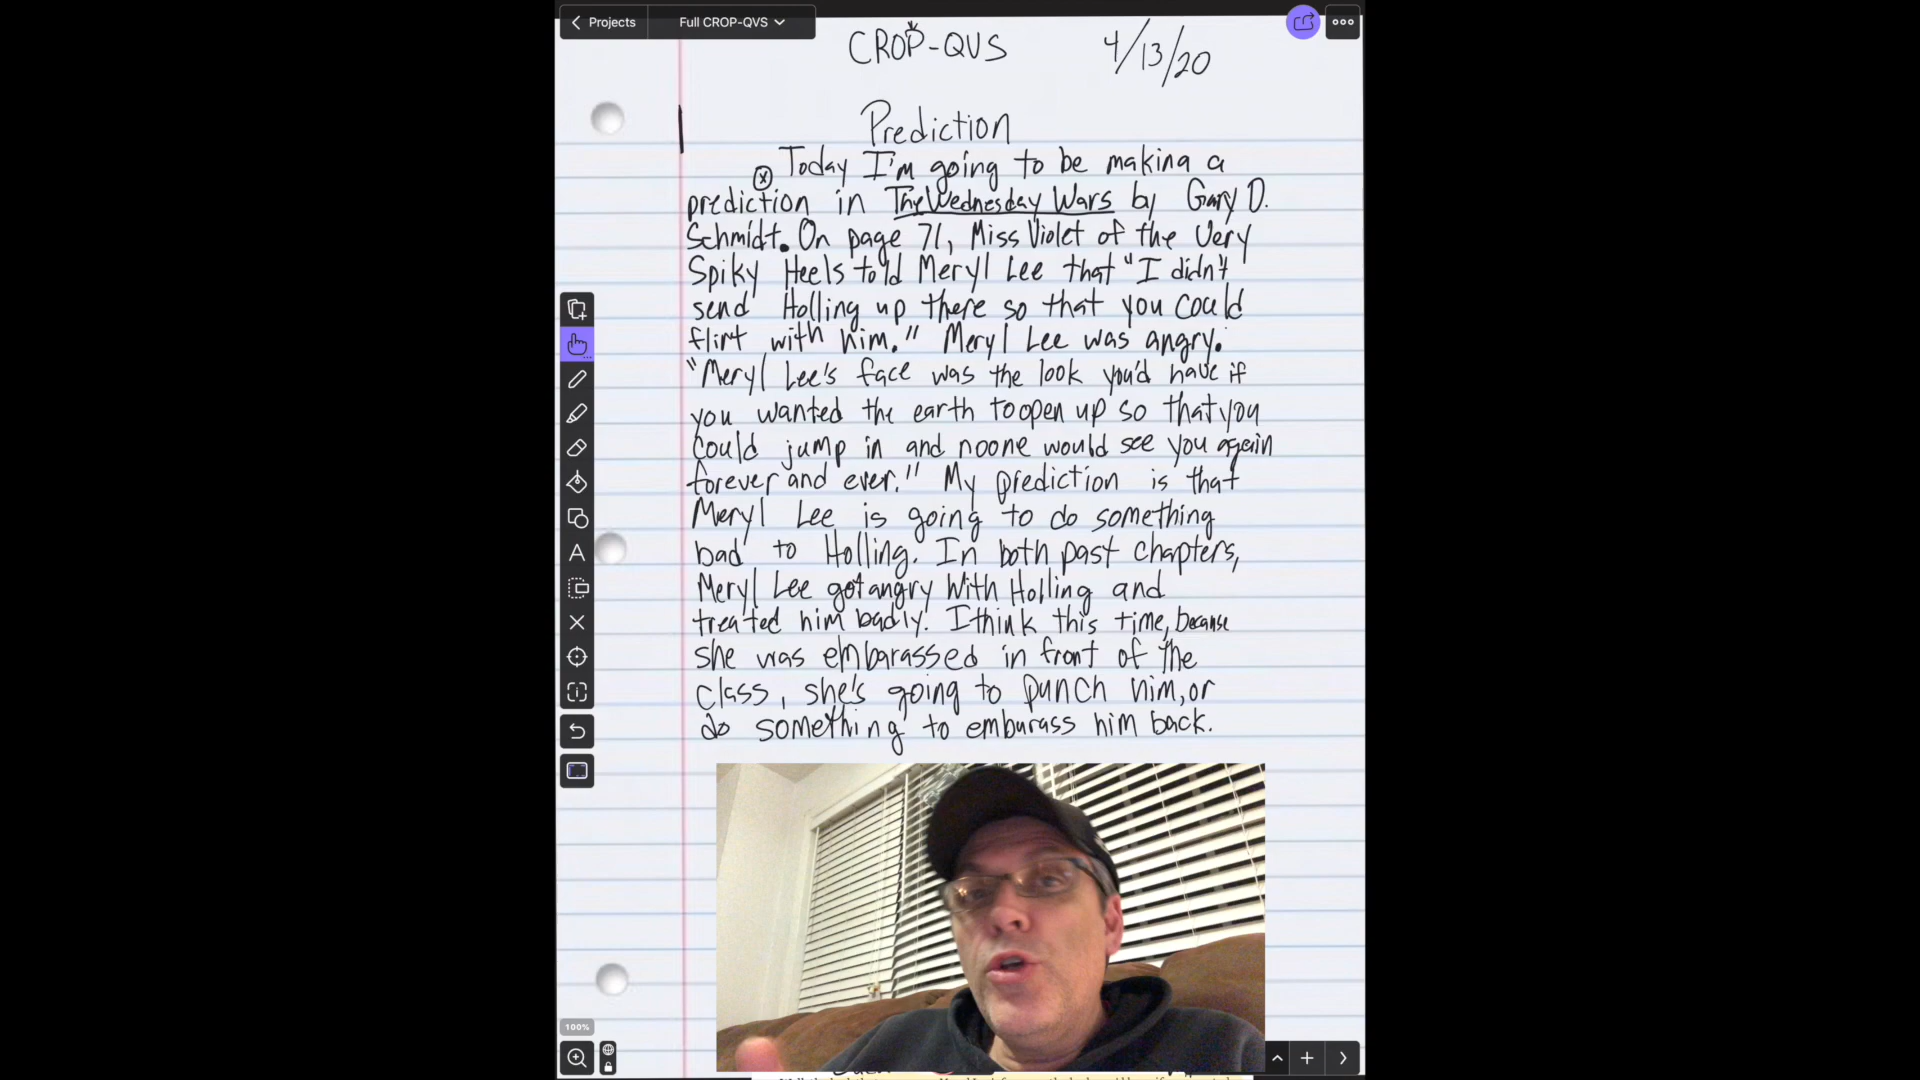 Projects
Full CROP-QVS
CROP-QVS 4/13/20
Prediction
Today I'm going to be making a
prediction in The Wednesday Wars by Gary D.
Schmidt. On page 71, Miss Violet of the Very
Spiky Heels told Meryl Lee that "I didn't
send Holling up there so that you could
flirt with him." Meryl Lee was angry.
"Meryl Lee's face was the look you'd have if
you wanted the earth to open up so that you
could jump in and no one would see you again
forever and ever." My prediction is that
Meryl Lee is going to do something
bad to Holling. In both past chapters,
Meryl Lee got angry with Holling and
treated him badly. I think this time, because
she was embarassed in front of the
class, she's going to punch him, or
do something to emburass him back.
100%